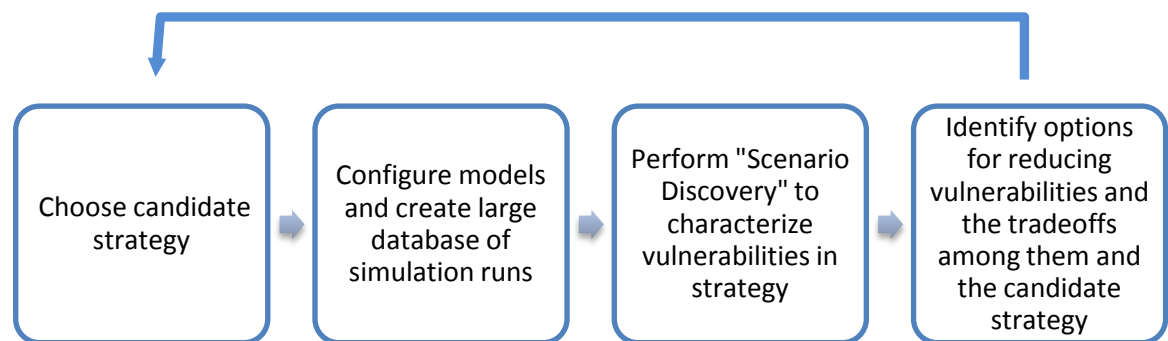 Choose candidate
strategy
Configure models
and create large
database of
simulation runs
Perform "Scenario
Discovery" to
characterize
vulnerabilities in
strategy
Identify options
for reducing
vulnerabilities and
the tradeoffs
among them and
the candidate
strategy